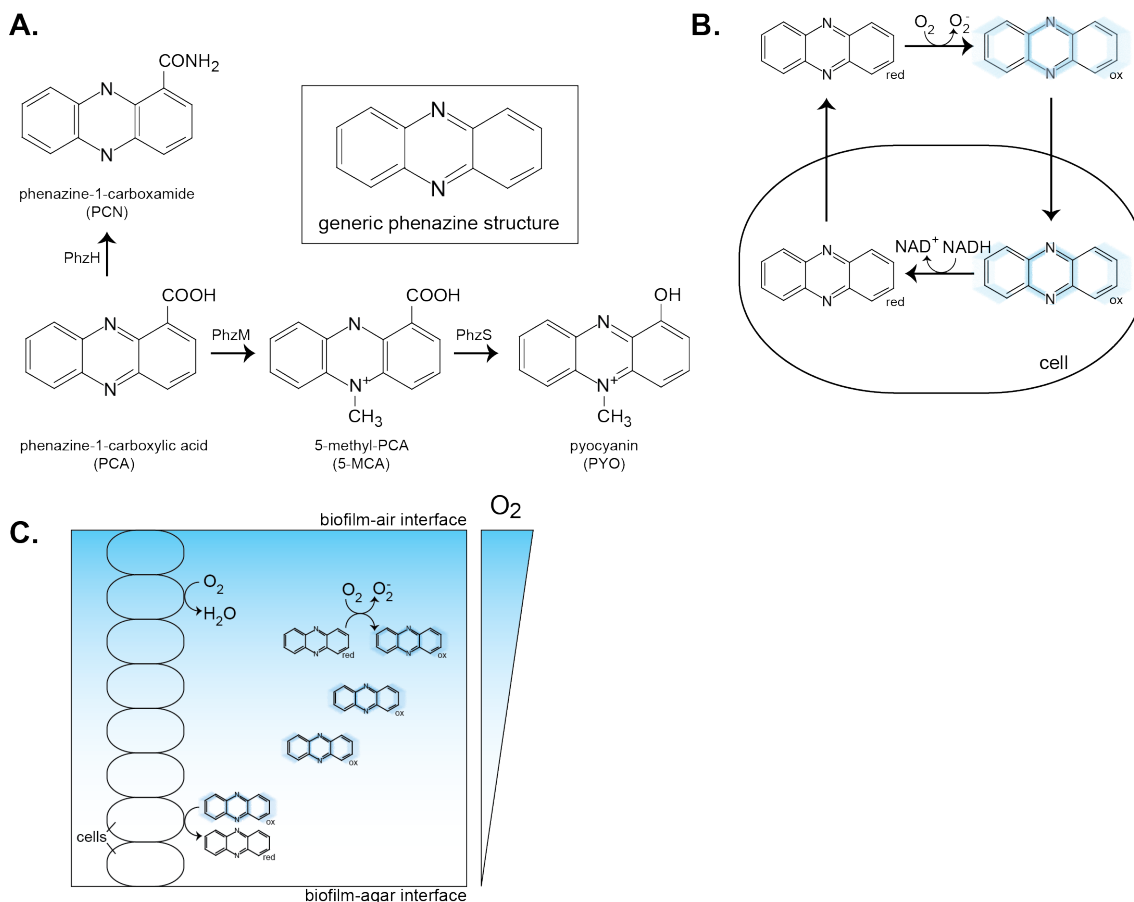 A.
CONH2
N
N
phenazine-1-carboxamide
(PCN)
PhzH
N
N
generic phenazine structure
COOH
N
N
phenazine-1-carboxylic acid
(PCA)
PhzM
COOH
N
N+
CH3
5-methyl-PCA
(5-MCA)
PhzS
OH
N
N+
CH3
pyocyanin
(PYO)
B.
N
N
red
O2 O2-
N
N
ox
N
N
red
NAD+ NADH
N
N
ox
cell
C.
biofilm-air interface
O2
O2
H2O
O2 O2-
N
N
red
N
N
ox
N
N
ox
N
N
ox
N
N
ox
cells
N
N
red
biofilm-agar interface